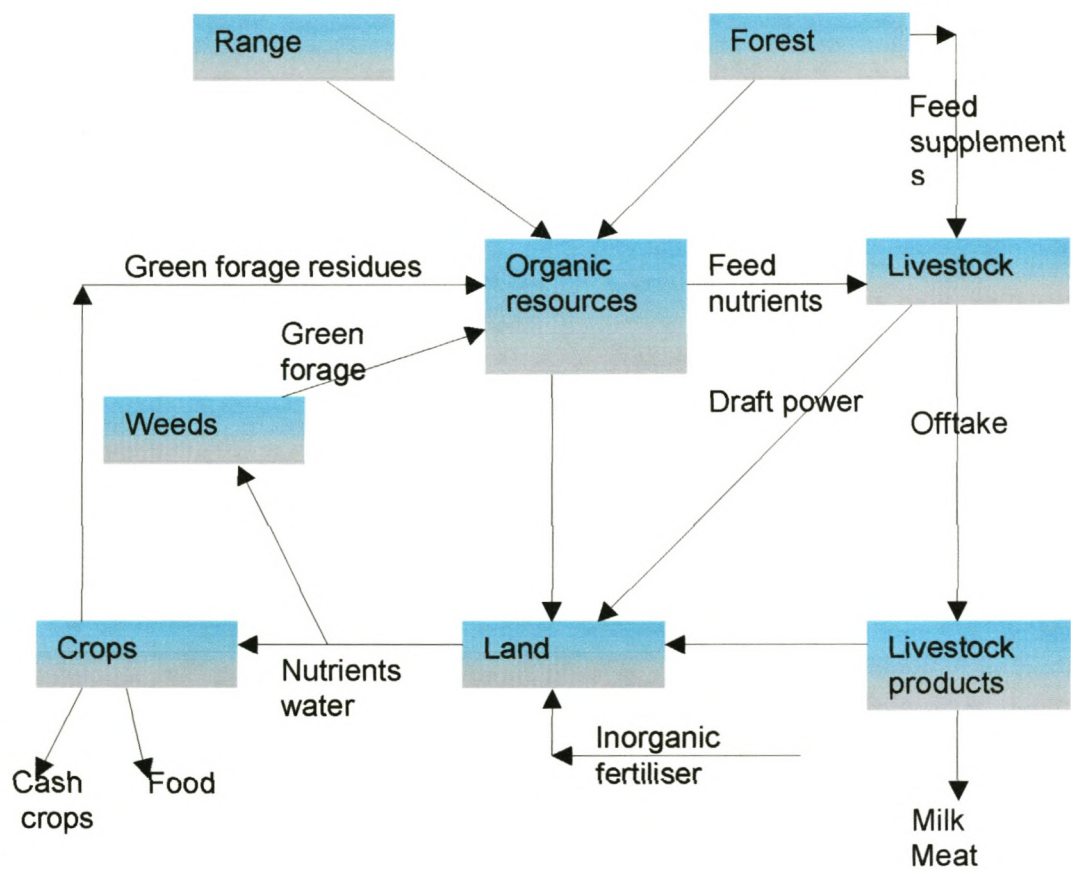 Range
Forest
Feed
supplement
s
Green forage residues
Organic
resources
Feed
nutrients
Livestock
Green
forage
Weeds
Draft power
Offtake
Crops
Nutrients
water
Land
Livestock
products
Inorganic
fertiliser
Cash
crops
Food
Milk
Meat